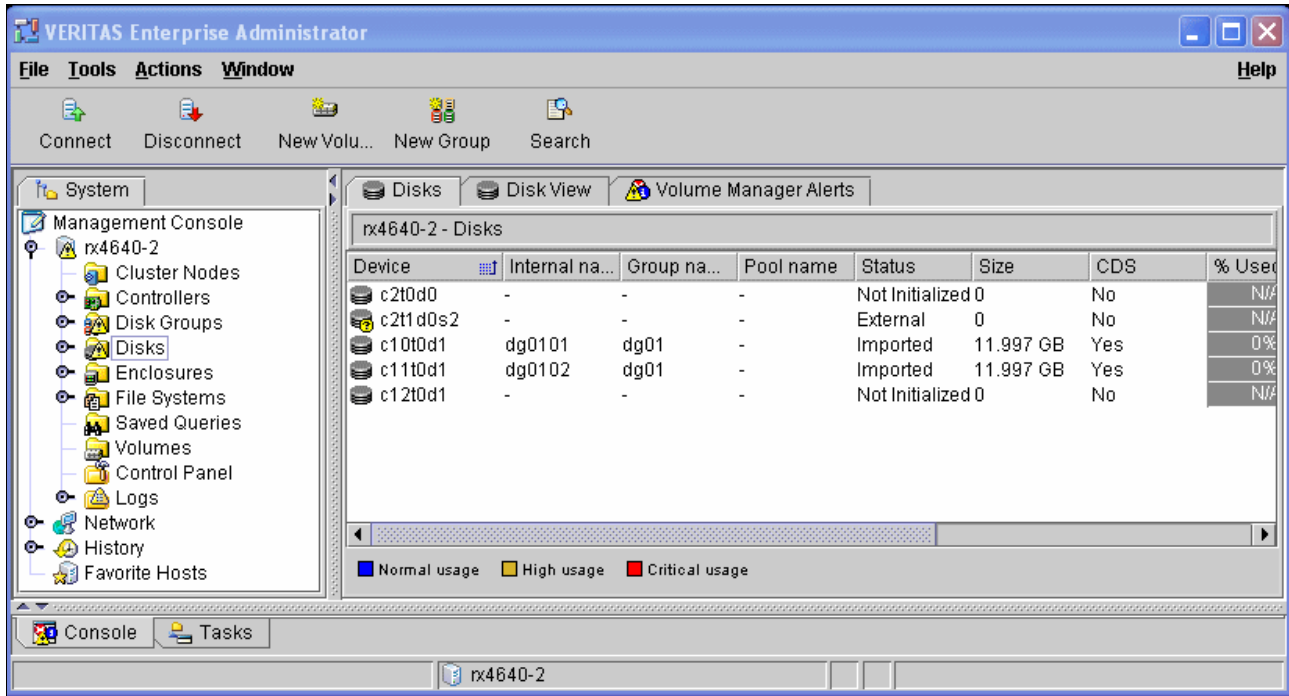 VERITAS Enterprise Administrator
File Tools Actions Window Help
Connect Disconnect New Volu... New Group Search
System
Management Console
rx4640-2
Cluster Nodes
Controllers
Disk Groups
Disks
Enclosures
File Systems
Saved Queries
Volumes
Control Panel
Logs
Network
History
Favorite Hosts
Disks Disk View Volume Manager Alerts
rx4640-2 - Disks
Device Internal na... Group na... Pool name Status Size CDS % Used
c2t0d0 - - - Not Initialized 0 No N/A
c2t1d0s2 - - - External 0 No N/A
c10t0d1 dg0101 dg01 - Imported 11.997 GB Yes 0%
c11t0d1 dg0102 dg01 - Imported 11.997 GB Yes 0%
c12t0d1 - - - Not Initialized 0 No N/A
Normal usage High usage Critical usage
Console Tasks
rx4640-2